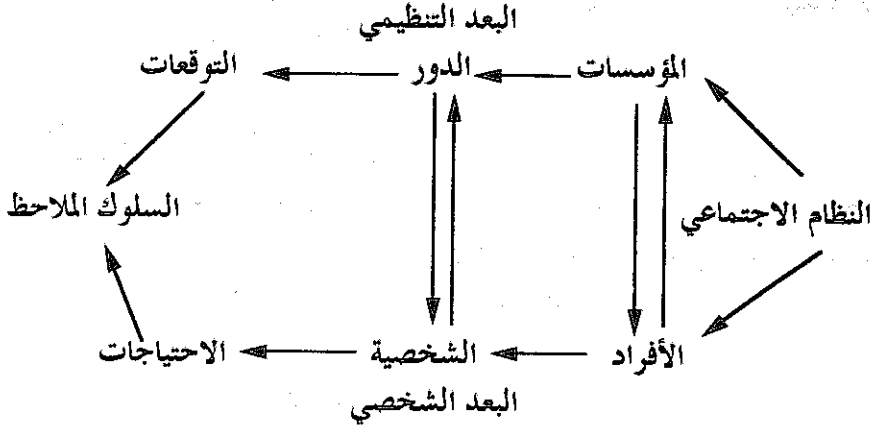 البعد التنظيمي
المؤسسات
الدور
التوقعات
النظام الاجتماعي
السلوك الملاحظ
الأفراد
الشخصية
الاحتياجات
البعد الشخصي